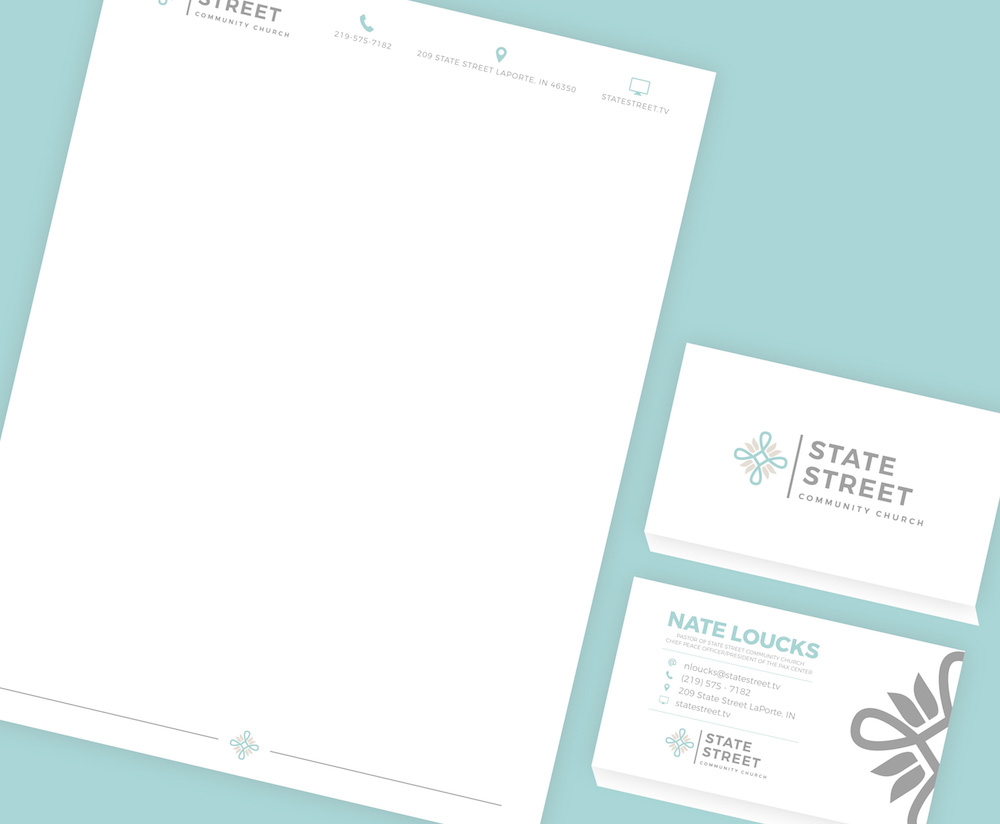 STREET
COMMUNITY CHURCH
219-575-7182
209 STATE STREET LAPORTE, IN 46350
STATESTREET.TV
STATE
STREET
COMMUNITY CHURCH
NATE LOUCKS
PASTOR OF STATE STREET COMMUNITY CHURCH
CHIEF PEACE OFFICER/PRESIDENT OF THE PAX CENTER
nloucks@statestreet.tv
(219) 575 - 7182
209 State Street LaPorte, IN
statestreet.tv
STATE
STREET
COMMUNITY CHURCH